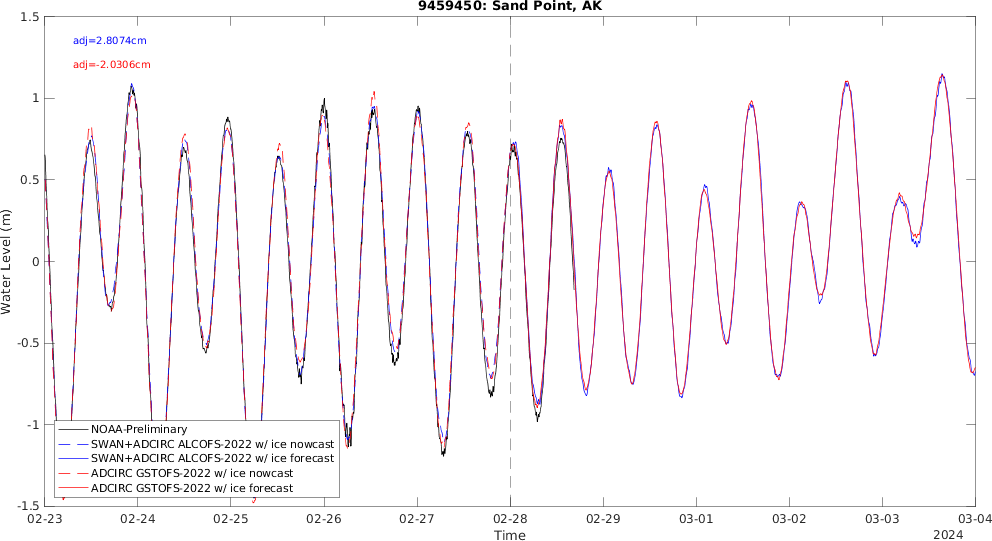 9459450: Sand Point, AK
1.5
adj=2.8074cm
adj=-2.0306cm
1
0.5
Water Level (m)
0
-0.5
-1
NOAA-Preliminary
SWAN+ADCIRC ALCOFS-2022 w/ ice nowcast
SWAN+ADCIRC ALCOFS-2022 w/ ice forecast
ADCIRC GSTOFS-2022 w/ ice nowcast
ADCIRC GSTOFS-2022 w/ ice forecast
-1.5
02-23 02-24 02-25 02-26 02-27 02-28 02-29 03-01 03-02 03-03 03-04
Time
2024